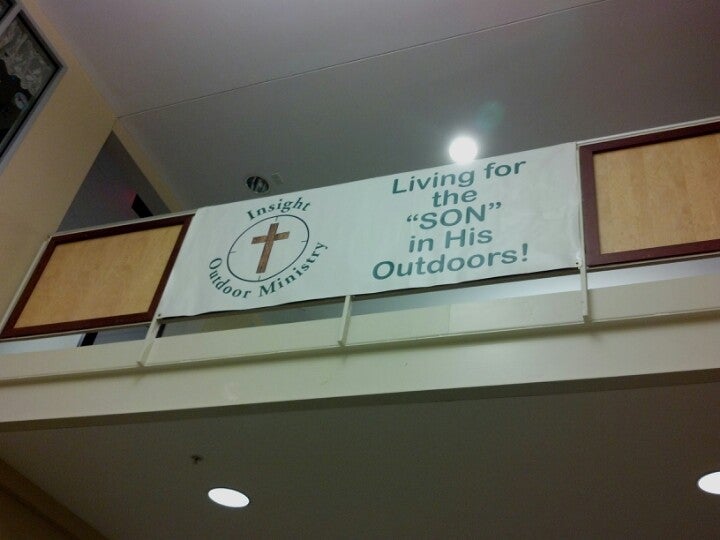 Insight
Outdoor Ministry
Living for
the
“SON”
in His
Outdoors!